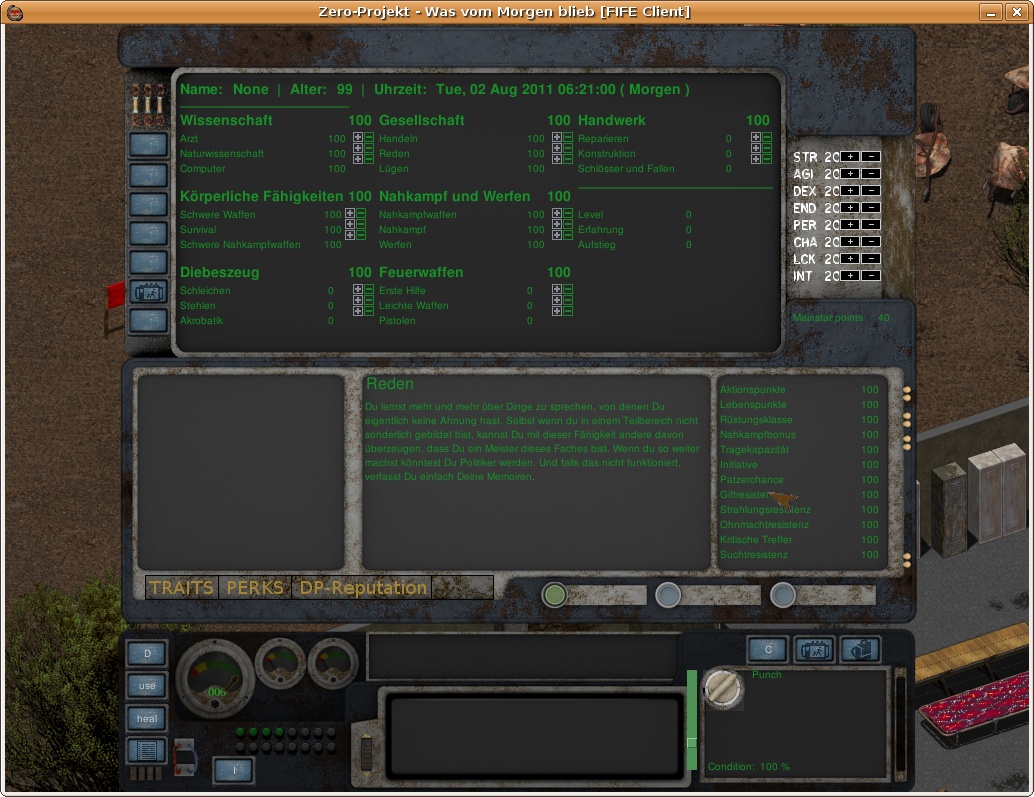 Zero-Projekt - Was vom Morgen blieb [FIFE Client]
Name: None | Alter: 99 | Uhrzeit: Tue, 02 Aug 2011 06:21:00 ( Morgen )
Wissenschaft 100 Gesellschaft 100 Handwerk 100
Arzt 100 Handeln 100 Reparieren 0
Naturwissenschaft 100 Reden 100 Konstruktion 0
Computer 100 Lügen 100 Schlösser und Fallen 0
Körperliche Fähigkeiten 100 Nahkampf und Werfen 100
Schwere Waffen 100 Nahkampfwaffen 100 Level 0
Survival 100 Nahkampf 100 Erfahrung 0
Schwere Nahkampfwaffen 100 Werfen 100 Aufstieg 0
Diebeszeug 100 Feuerwaffen 100
Schleichen 0 Erste Hilfe 0
Stehlen 0 Leichte Waffen 0
Akrobatik 0 Pistolen 0
STR 20 + -
AGI 20 + -
DEX 20 + -
END 20 + -
PER 20 + -
CHA 20 + -
LCK 20 + -
INT 20 + -
Mainstat points: 40
Reden
Du lernst mehr und mehr über Dinge zu sprechen, von denen Du
eigentlich keine Ahnung hast. Selbst wenn du in einem Teilbereich nicht
sonderlich gebildet bist, kannst Du mit dieser Fähigkeit andere davon
überzeugen, dass Du ein Meister dieses Faches bist. Wenn du so weiter
machst könntest Du Politiker werden. Und falls das nicht funktioniert,
verfasst Du einfach Deine Memoiren.
Aktionspunkte 100
Lebenspunkte 100
Rüstungsklasse 100
Nahkampfbonus 100
Tragekapazität 100
Initiative 100
Patzerchance 100
Giftresisten 100
Strahlungsresistenz 100
Ohnmachtresistenz 100
Kritische Treffer 100
Suchtresistenz 100
TRAITS PERKS DP-Reputation
D
use
heal
006
I
C
Punch
Condition: 100 %